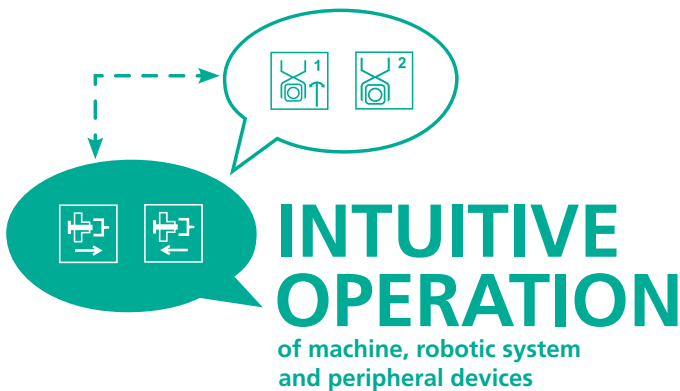 1 2
INTUITIVE
OPERATION
of machine, robotic system
and peripheral devices